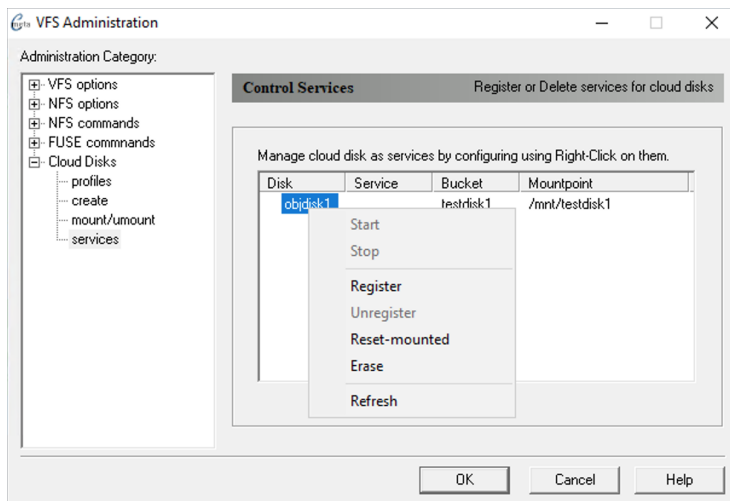 VFS Administration
Administration Category:
VFS options
NFS options
NFS commands
FUSE commnands
Cloud Disks
profiles
create
mount/umount
services
Control Services
Register or Delete services for cloud disks
Manage cloud disk as services by configuring using Right-Click on them.
Disk Service Bucket Mountpoint
objdisk1 testdisk1 /mnt/testdisk1
Start
Stop
Register
Unregister
Reset-mounted
Erase
Refresh
OK Cancel Help